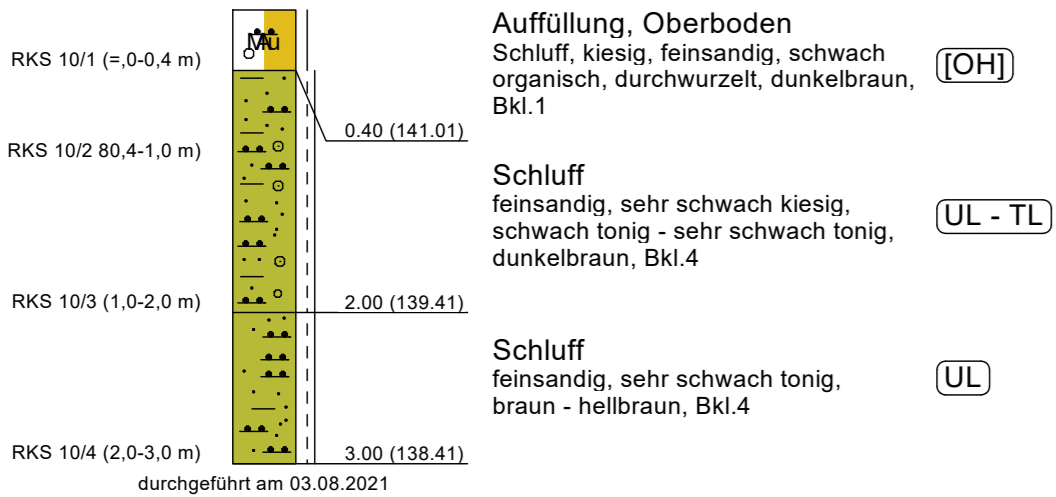 Auffüllung, Oberboden
RKS 10/1 (=,0-0,4 m)
Schluff, kiesig, feinsandig, schwach
organisch, durchwurzelt, dunkelbraun,
Bkl.1
[OH]
0.40 (141.01)
RKS 10/2 80,4-1,0 m)
Schluff
feinsandig, sehr schwach kiesig,
schwach tonig - sehr schwach tonig,
dunkelbraun, Bkl.4
UL - TL
RKS 10/3 (1,0-2,0 m)
2.00 (139.41)
Schluff
feinsandig, sehr schwach tonig,
braun - hellbraun, Bkl.4
UL
RKS 10/4 (2,0-3,0 m)
3.00 (138.41)
durchgeführt am 03.08.2021